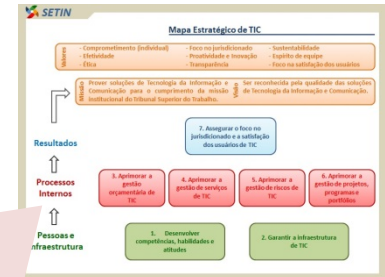 SETIN
Mapa Estratégico de TIC
Valores
- Comprometimento (individual)
- Efetividade
- Ética
- Foco no jurisdicionado
- Proatividade e Inovação
- Transparência
- Sustentabilidade
- Espírito de equipe
- Foco na satisfação dos usuários
Missão
Prover soluções de Tecnologia da Informação e
Comunicação para o cumprimento da missão
institucional do Tribunal Superior do Trabalho.
Visão
Ser reconhecida pela qualidade das soluções
de Tecnologia da Informação e Comunicação.
Resultados
7. Assegurar o foco no
jurisdicionado e a satisfação
dos usuários de TIC
Processos
Internos
3. Aprimorar a
gestão
orçamentária de TIC
4. Aprimorar a
gestão de serviços
de TIC
5. Aprimorar a
gestão de riscos de
TIC
6. Aprimorar a
gestão de projetos,
programas e
portfólios
Pessoas e
nfraestrutura
1. Desenvolver
competências, habilidades e
atitudes
2. Garantir a infraestrutura
de TIC